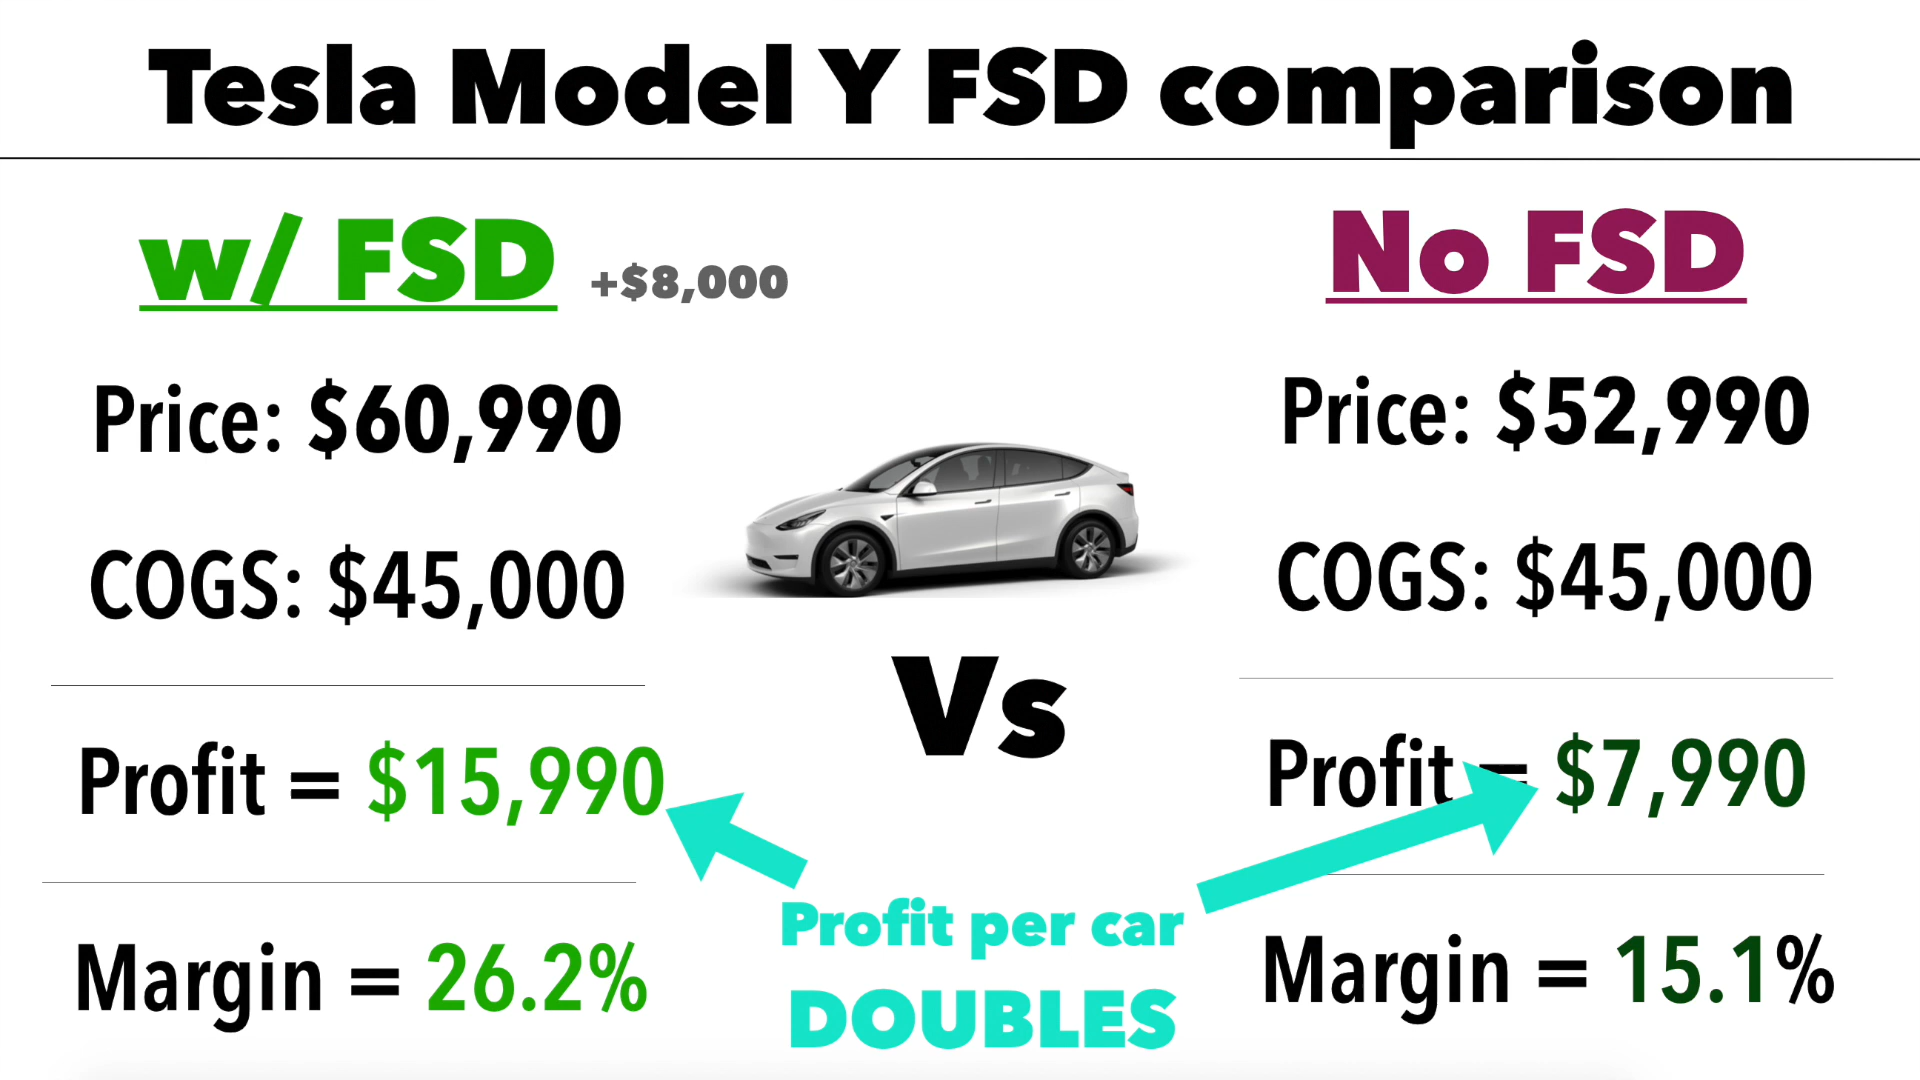 Tesla Model Y FSD comparison
w/ FSD +$8,000
Price: $60,990
COGS: $45,000
Profit = $15,990
Margin = 26.2%
Vs
Profit per car
DOUBLES
No FSD
Price: $52,990
COGS: $45,000
Profit = $7,990
Margin = 15.1%